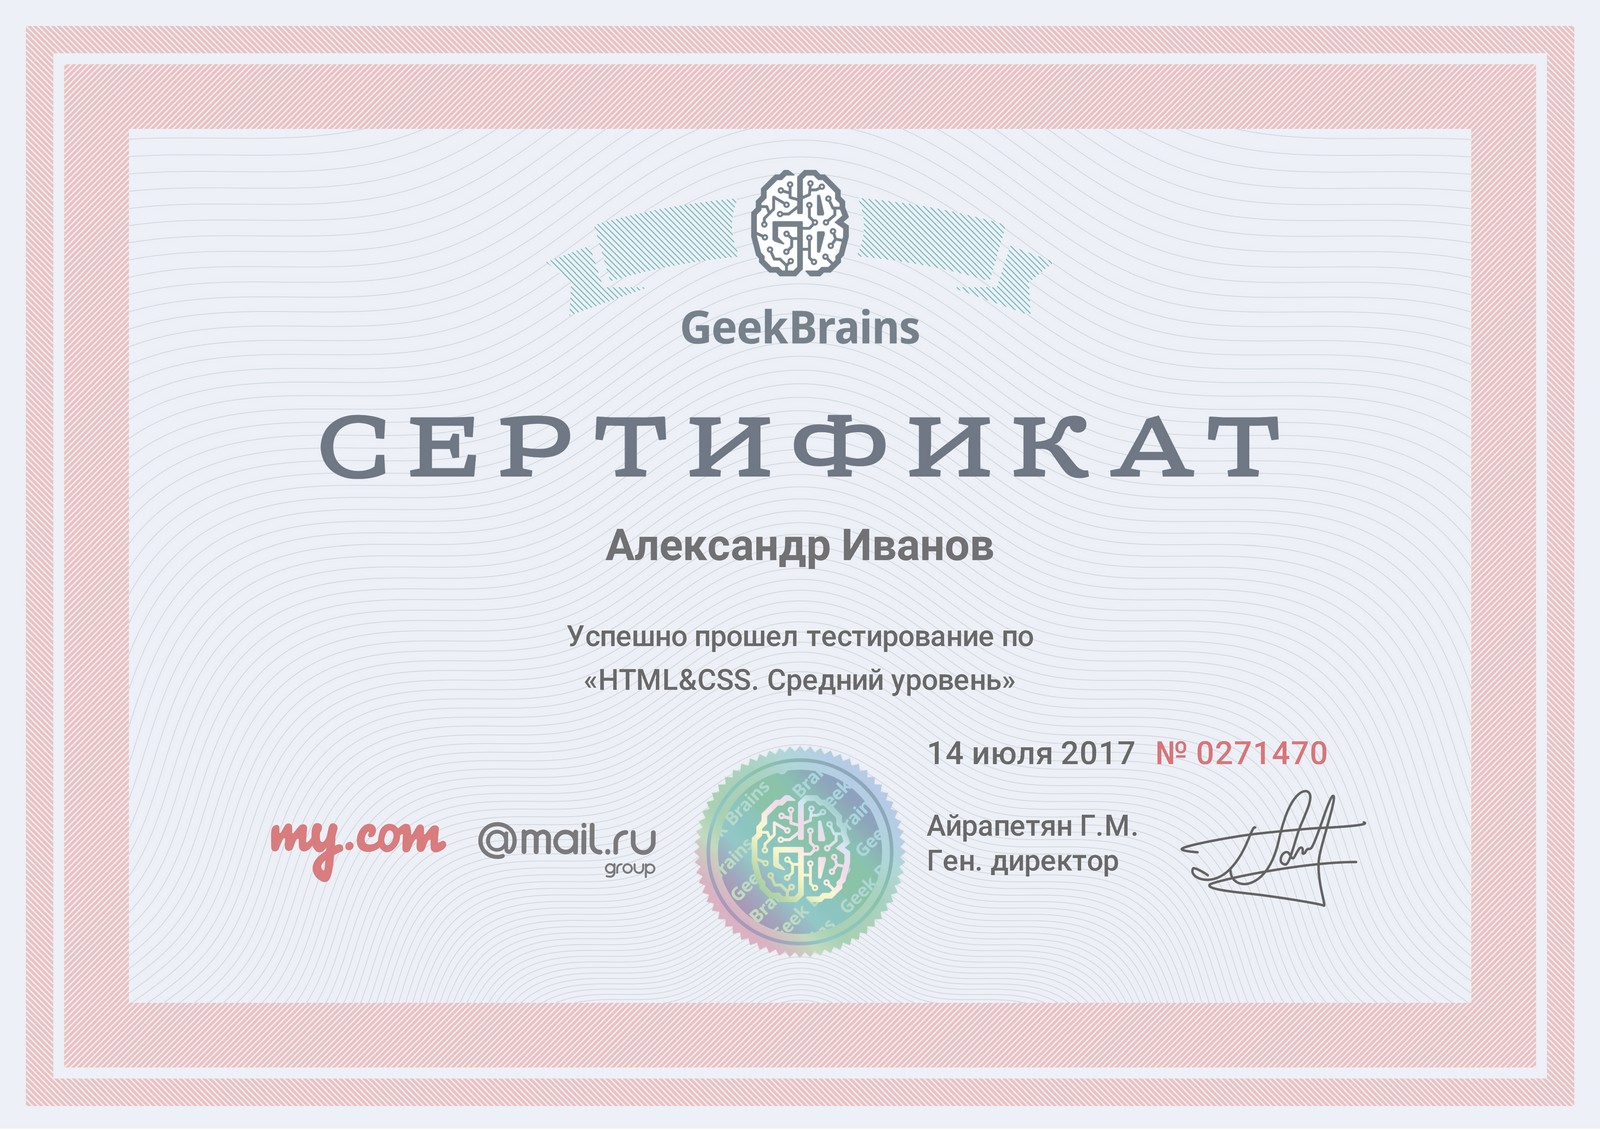 GeekBrains
СЕРТИФИКАТ
Александр Иванов
Успешно прошел тестирование по
«HTML&CSS. Средний уровень»
14 июля 2017 № 0271470
my.com
@mail.ru
group
Айрапетян Г.М.
Ген. директор